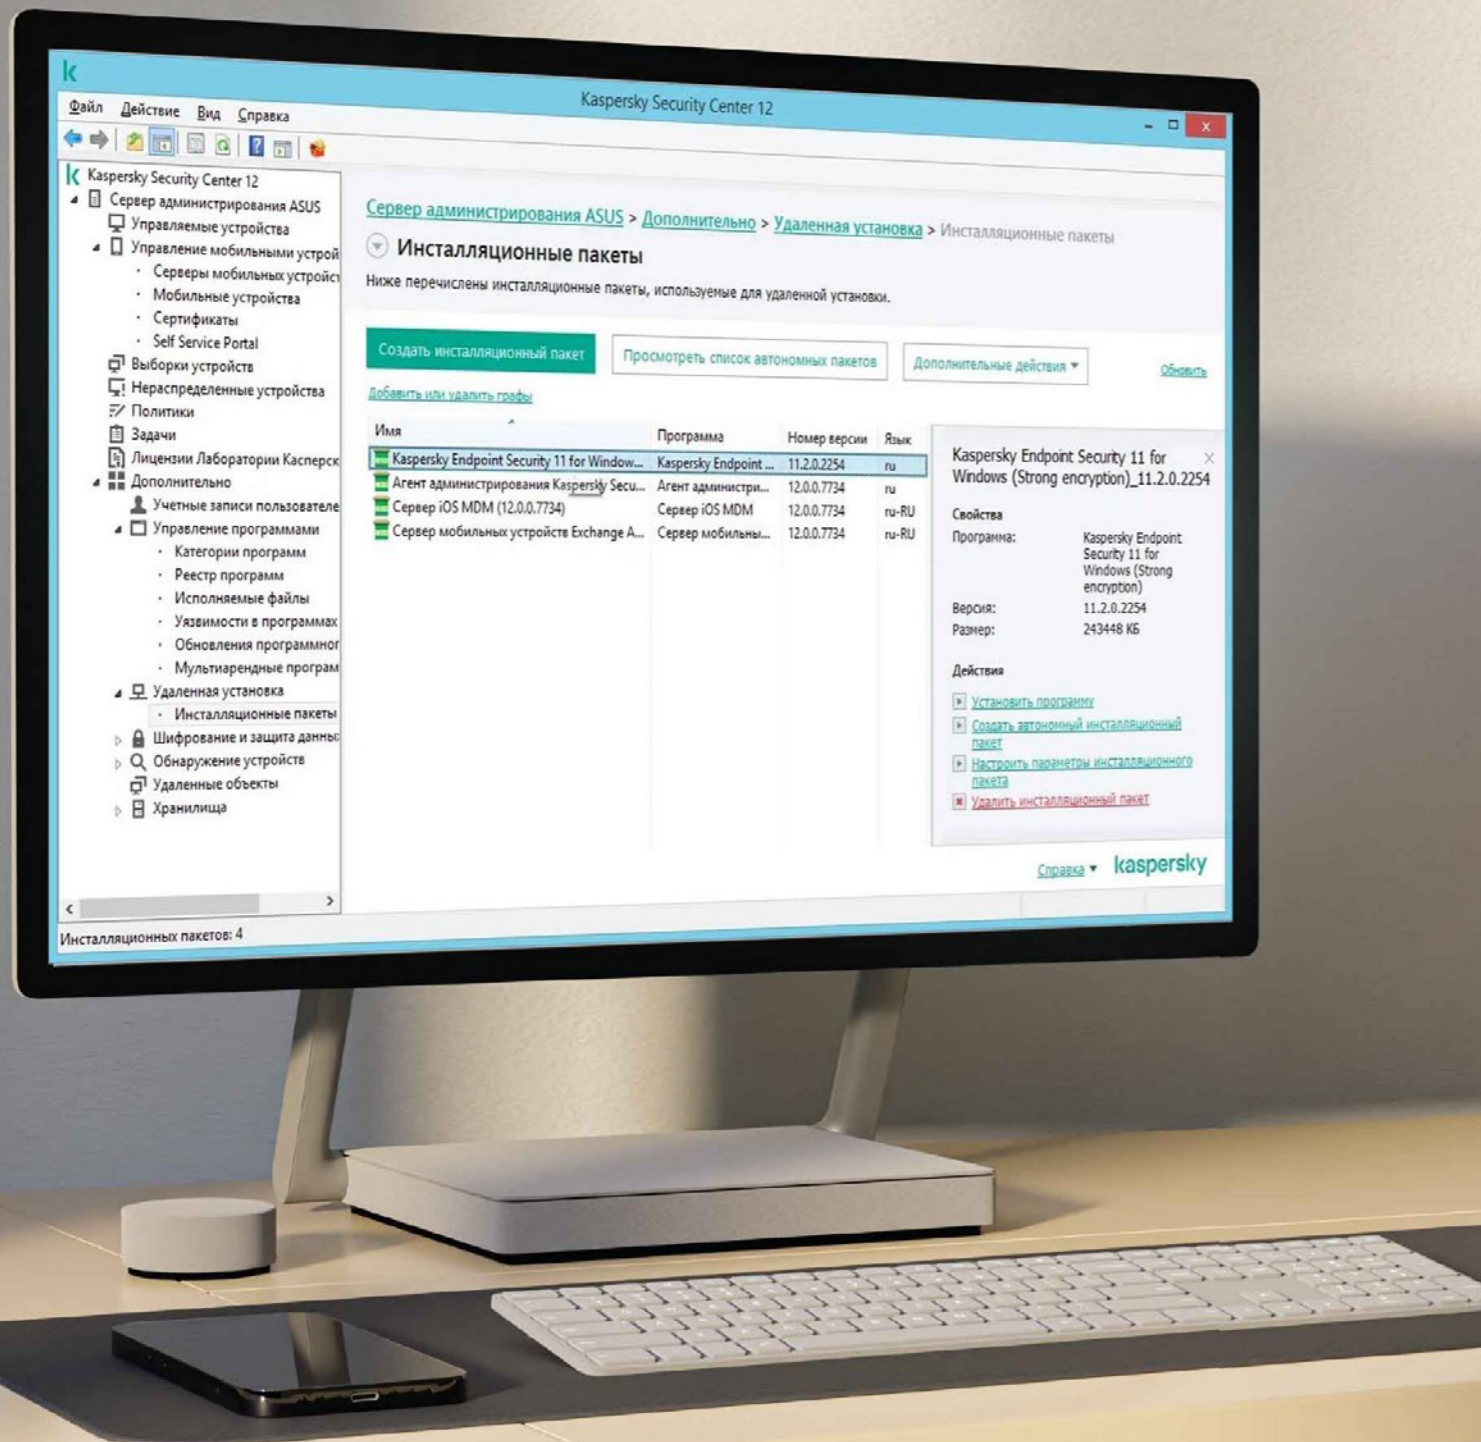 k
Kaspersky Security Center 12
Файл Действие Вид Справка
Kaspersky Security Center 12
Сервер администрирования ASUS
Управляемые устройства
Управление мобильными устрой
Серверы мобильных устройст
Мобильные устройства
Сертификаты
Self Service Portal
Выборки устройств
Нераспределенные устройства
Политики
Задачи
Лицензии Лаборатории Касперск
Дополнительно
Учетные записи пользователе
Управление программами
Категории программ
Реестр программ
Исполняемые файлы
Уязвимости в программах
Обновления программног
Мультиарендные програм
Удаленная установка
Инсталляционные пакеты
Шифрование и защита данны
Обнаружение устройств
Удаленные объекты
Хранилища
Инсталляционных пакетов: 4
Сервер администрирования ASUS > Дополнительно > Удаленная установка > Инсталляционные пакеты
Инсталляционные пакеты
Ниже перечислены инсталляционные пакеты, используемые для удаленной установки.
Создать инсталляционный пакет Просмотреть список автономных пакетов Дополнительные действия Обновить
Добавить или удалить графы
Имя Программа Номер версии Язык
Kaspersky Endpoint Security 11 for Window... Kaspersky Endpoint ... 11.2.0.2254 ru
Агент администрирования Kaspersky Secu... Агент администри... 12.0.0.7734 ru
Сервер iOS MDM (12.0.0.7734) Сервер iOS MDM 12.0.0.7734 ru-RU
Сервер мобильных устройств Exchange A... Сервер мобильны... 12.0.0.7734 ru-RU
Kaspersky Endpoint Security 11 for
Windows (Strong encryption)_11.2.0.2254
Свойства
Программа: Kaspersky Endpoint
Security 11 for
Windows (Strong
encryption)
Версия: 11.2.0.2254
Размер: 243448 КБ
Действия
Установить программу
Создать автономный инсталляционный
пакет
Настроить параметры инсталляционного
пакета
Удалить инсталляционный пакет
Справка kaspersky